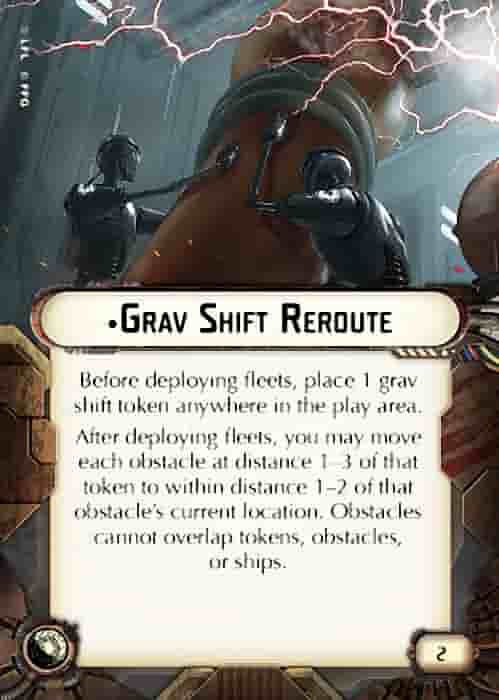 © LFL © FFG
•Grav Shift Reroute
Before deploying fleets, place 1 grav
shift token anywhere in the play area.
After deploying fleets, you may move
each obstacle at distance 1–3 of that
token to within distance 1–2 of that
obstacle's current location. Obstacles
cannot overlap tokens, obstacles,
or ships.
2